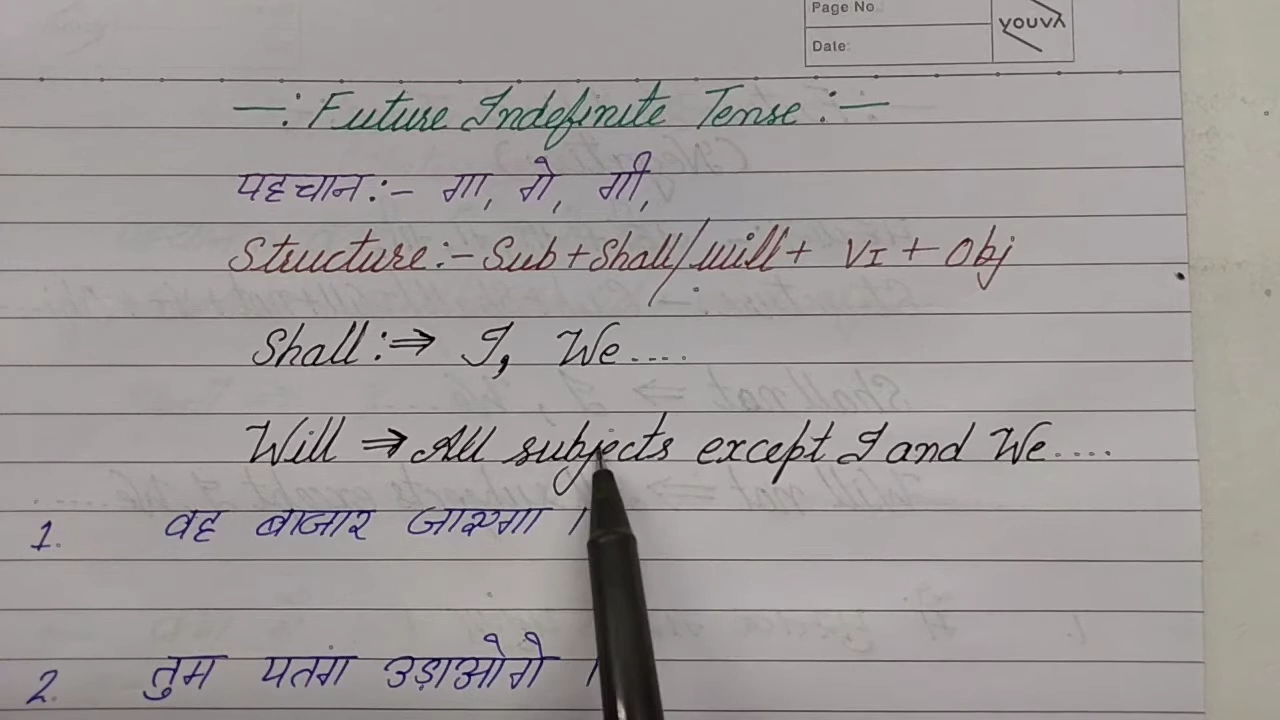 Page No.
Date:
YOUVA
—: Future Indefinite Tense :—
पहचान :- गा, गे, गी,
Structure :- Sub + Shall/will + VI + Obj
Shall :⇒ I, We....
Will ⇒ All subjects except I and We....
1. वह बाजार जाएगा ।
2. तुम पतंग उड़ाओगे ।